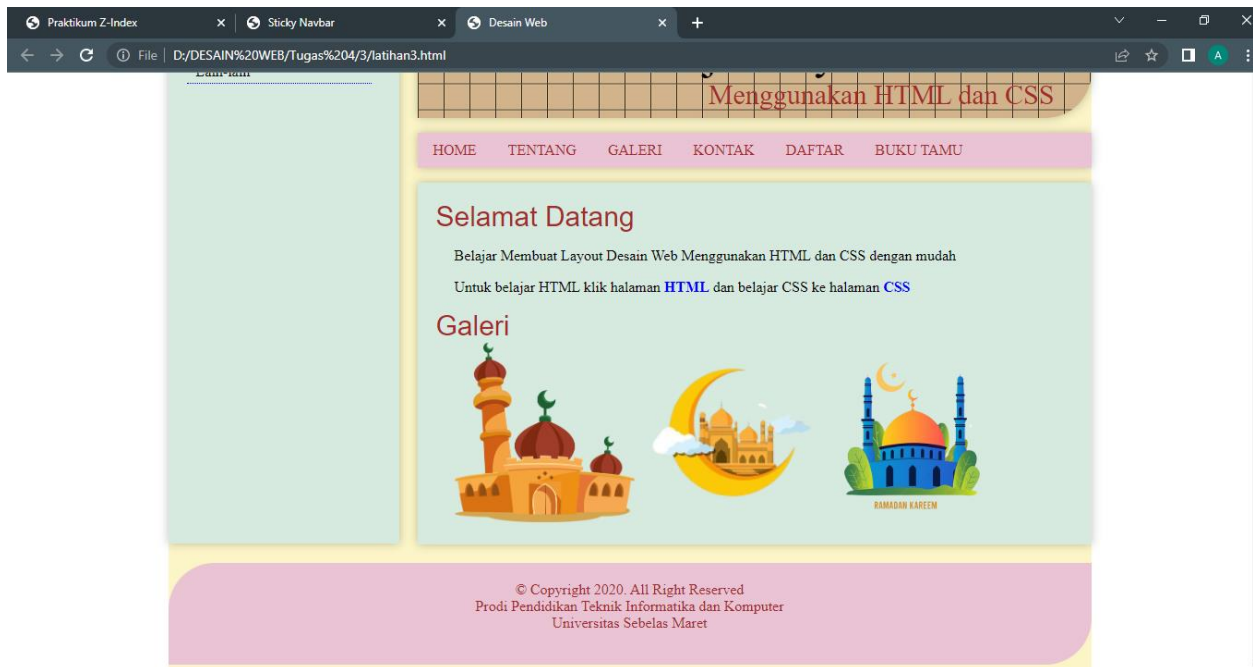 Praktikum Z-Index
Sticky Navbar
Desain Web
File
D:/DESAIN%20WEB/Tugas%204/3/latihan3.html
A
Lain-lain
Menggunakan HTML dan CSS
HOME TENTANG GALERI KONTAK DAFTAR BUKU TAMU
Selamat Datang
Belajar Membuat Layout Desain Web Menggunakan HTML dan CSS dengan mudah
Untuk belajar HTML klik halaman HTML dan belajar CSS ke halaman CSS
Galeri
RAMADAN KAREEM
© Copyright 2020. All Right Reserved
Prodi Pendidikan Teknik Informatika dan Komputer
Universitas Sebelas Maret